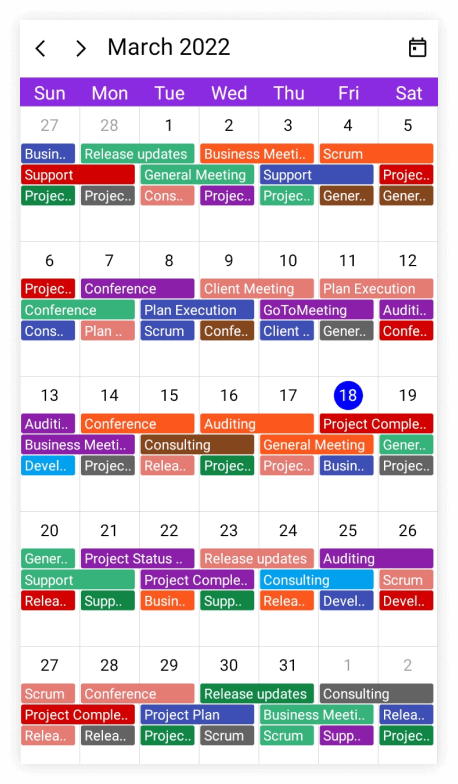 March 2022
Sun Mon Tue Wed Thu Fri Sat
27 28 1 2 3 4 5
Busin.. Release updates Business Meeti.. Scrum
Support General Meeting Support Projec..
Projec.. Projec.. Cons.. Projec.. Projec.. Gener.. Gener..
6 7 8 9 10 11 12
Projec.. Conference Client Meeting Plan Execution
Conference Plan Execution GoToMeeting Auditi..
Cons.. Plan .. Scrum Confe.. Client .. Gener.. Confe..
13 14 15 16 17 18 19
Auditi.. Conference Auditing Project Comple..
Business Meeti.. Consulting General Meeting Gener..
Devel.. Projec.. Relea.. Projec.. Projec.. Busin.. Projec..
20 21 22 23 24 25 26
Gener.. Project Status .. Release updates Auditing
Support Project Comple.. Consulting Scrum
Relea.. Supp.. Busin.. Supp.. Relea.. Devel.. Devel..
27 28 29 30 31 1 2
Scrum Conference Release updates Consulting
Project Comple.. Project Plan Business Meeti.. Relea..
Relea.. Relea.. Projec.. Scrum Scrum Supp.. Projec..